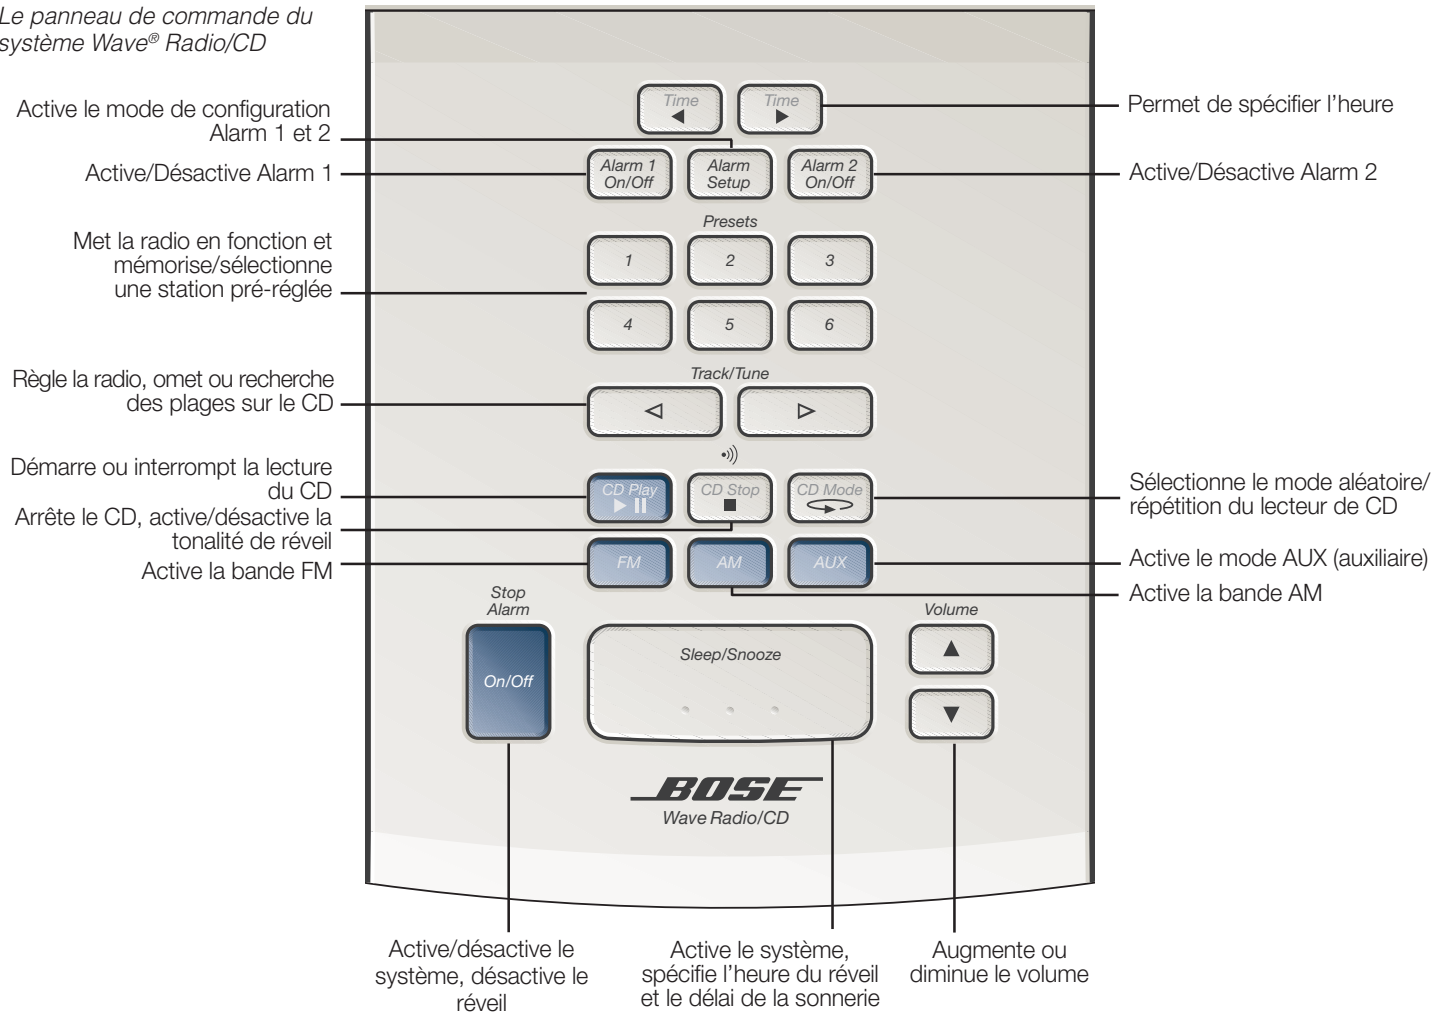 Le panneau de commande du
système Wave® Radio/CD
Time
Time
Permet de spécifier l’heure
Active le mode de configuration
Alarm 1 et 2
Active/Désactive Alarm 1
Alarm 1
On/Off
Alarm
Setup
Alarm 2
On/Off
Active/Désactive Alarm 2
Presets
Met la radio en fonction et
mémorise/sélectionne
une station pré-réglée
1
2
3
4
5
6
Track/Tune
Règle la radio, omet ou recherche
des plages sur le CD
Démarre ou interrompt la lecture
du CD
CD Play
CD Stop
CD Mode
Sélectionne le mode aléatoire/
répétition du lecteur de CD
Arrête le CD, active/désactive la
tonalité de réveil
Active la bande FM
FM
AM
AUX
Active le mode AUX (auxiliaire)
Active la bande AM
Stop
Alarm
On/Off
Sleep/Snooze
Volume
BOSE
Wave Radio/CD
Active/désactive le
système, désactive le
réveil
Active le système,
spécifie l’heure du réveil
et le délai de la sonnerie
Augmente ou
diminue le volume